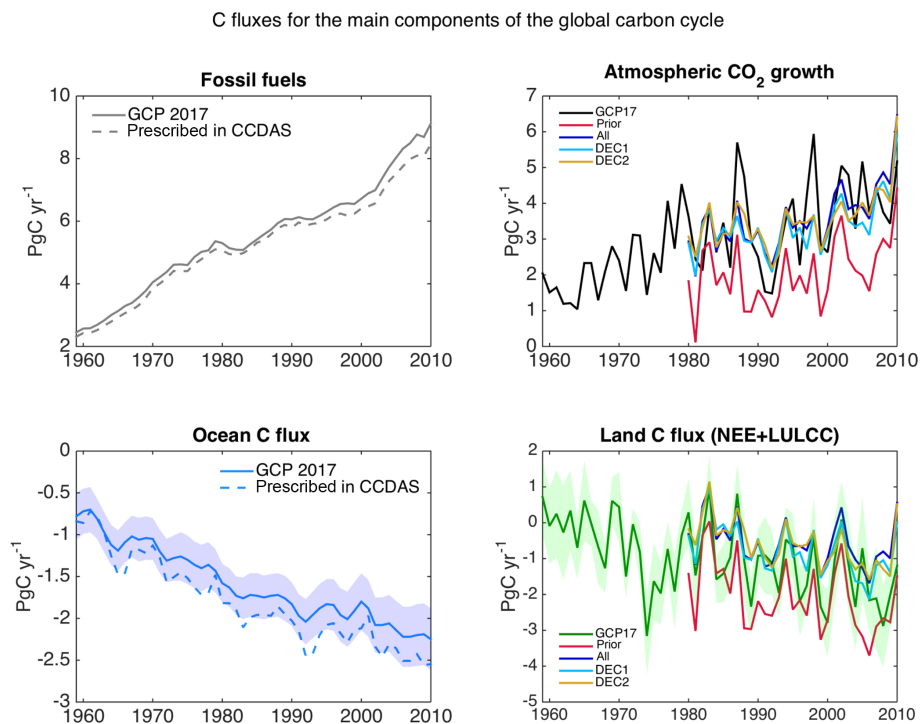 C fluxes for the main components of the global carbon cycle
Fossil fuels
10
8
6
4
2
PgC yr-1
GCP 2017
Prescribed in CCDAS
1960 1970 1980 1990 2000 2010
Atmospheric CO2 growth
7
6
5
4
3
2
1
0
PgC yr-1
GCP17
Prior
All
DEC1
DEC2
1960 1970 1980 1990 2000 2010
Ocean C flux
0
-0.5
-1
-1.5
-2
-2.5
-3
PgC yr-1
GCP 2017
Prescribed in CCDAS
1960 1970 1980 1990 2000 2010
Land C flux (NEE+LULCC)
2
1
0
-1
-2
-3
-4
-5
PgC yr-1
GCP17
Prior
All
DEC1
DEC2
1960 1970 1980 1990 2000 2010